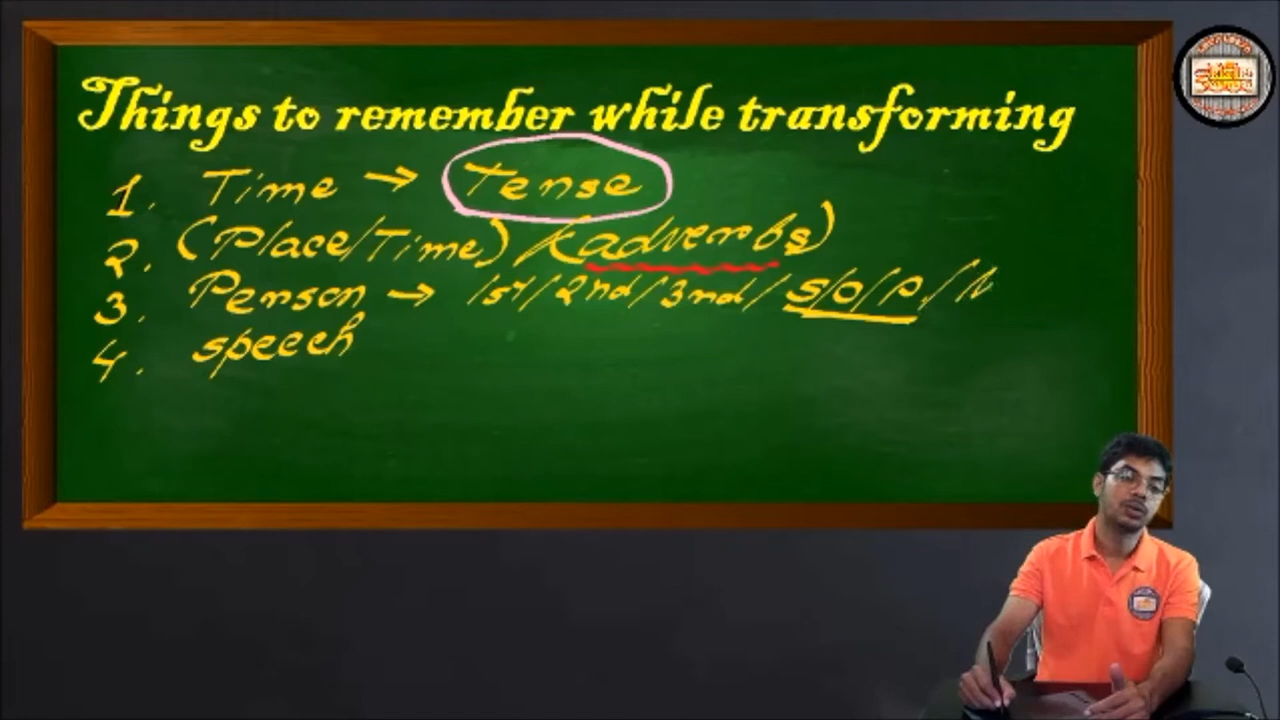 Things to remember while transforming
1. Time → Tense
2. (Place/Time) (adverbs)
3. Person → 1st/2nd/3rd/ S/O/P/N
4. speech